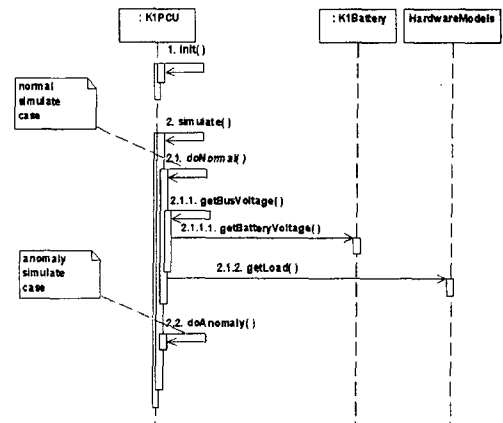 : K1PCU
: K1Battery
HardwareModels
1. init( )
normal
simulate
case
2. simulate( )
2.1. doNormal( )
2.1.1. getBusVoltage( )
2.1.1.1. getBatteryVoltage( )
anomaly
simulate
case
2.1.2. getLoad( )
2.2. doAnomaly( )